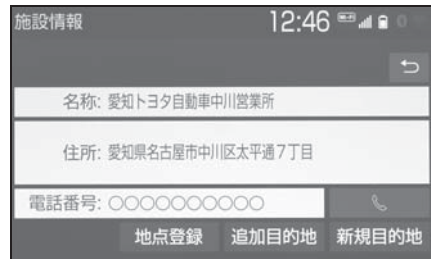 施設情報
12:46
名称: 愛知トヨタ自動車中川営業所
住所: 愛知県名古屋市中川区太平通7丁目
電話番号: ○○○○○○○○○○
地点登録 追加目的地 新規目的地